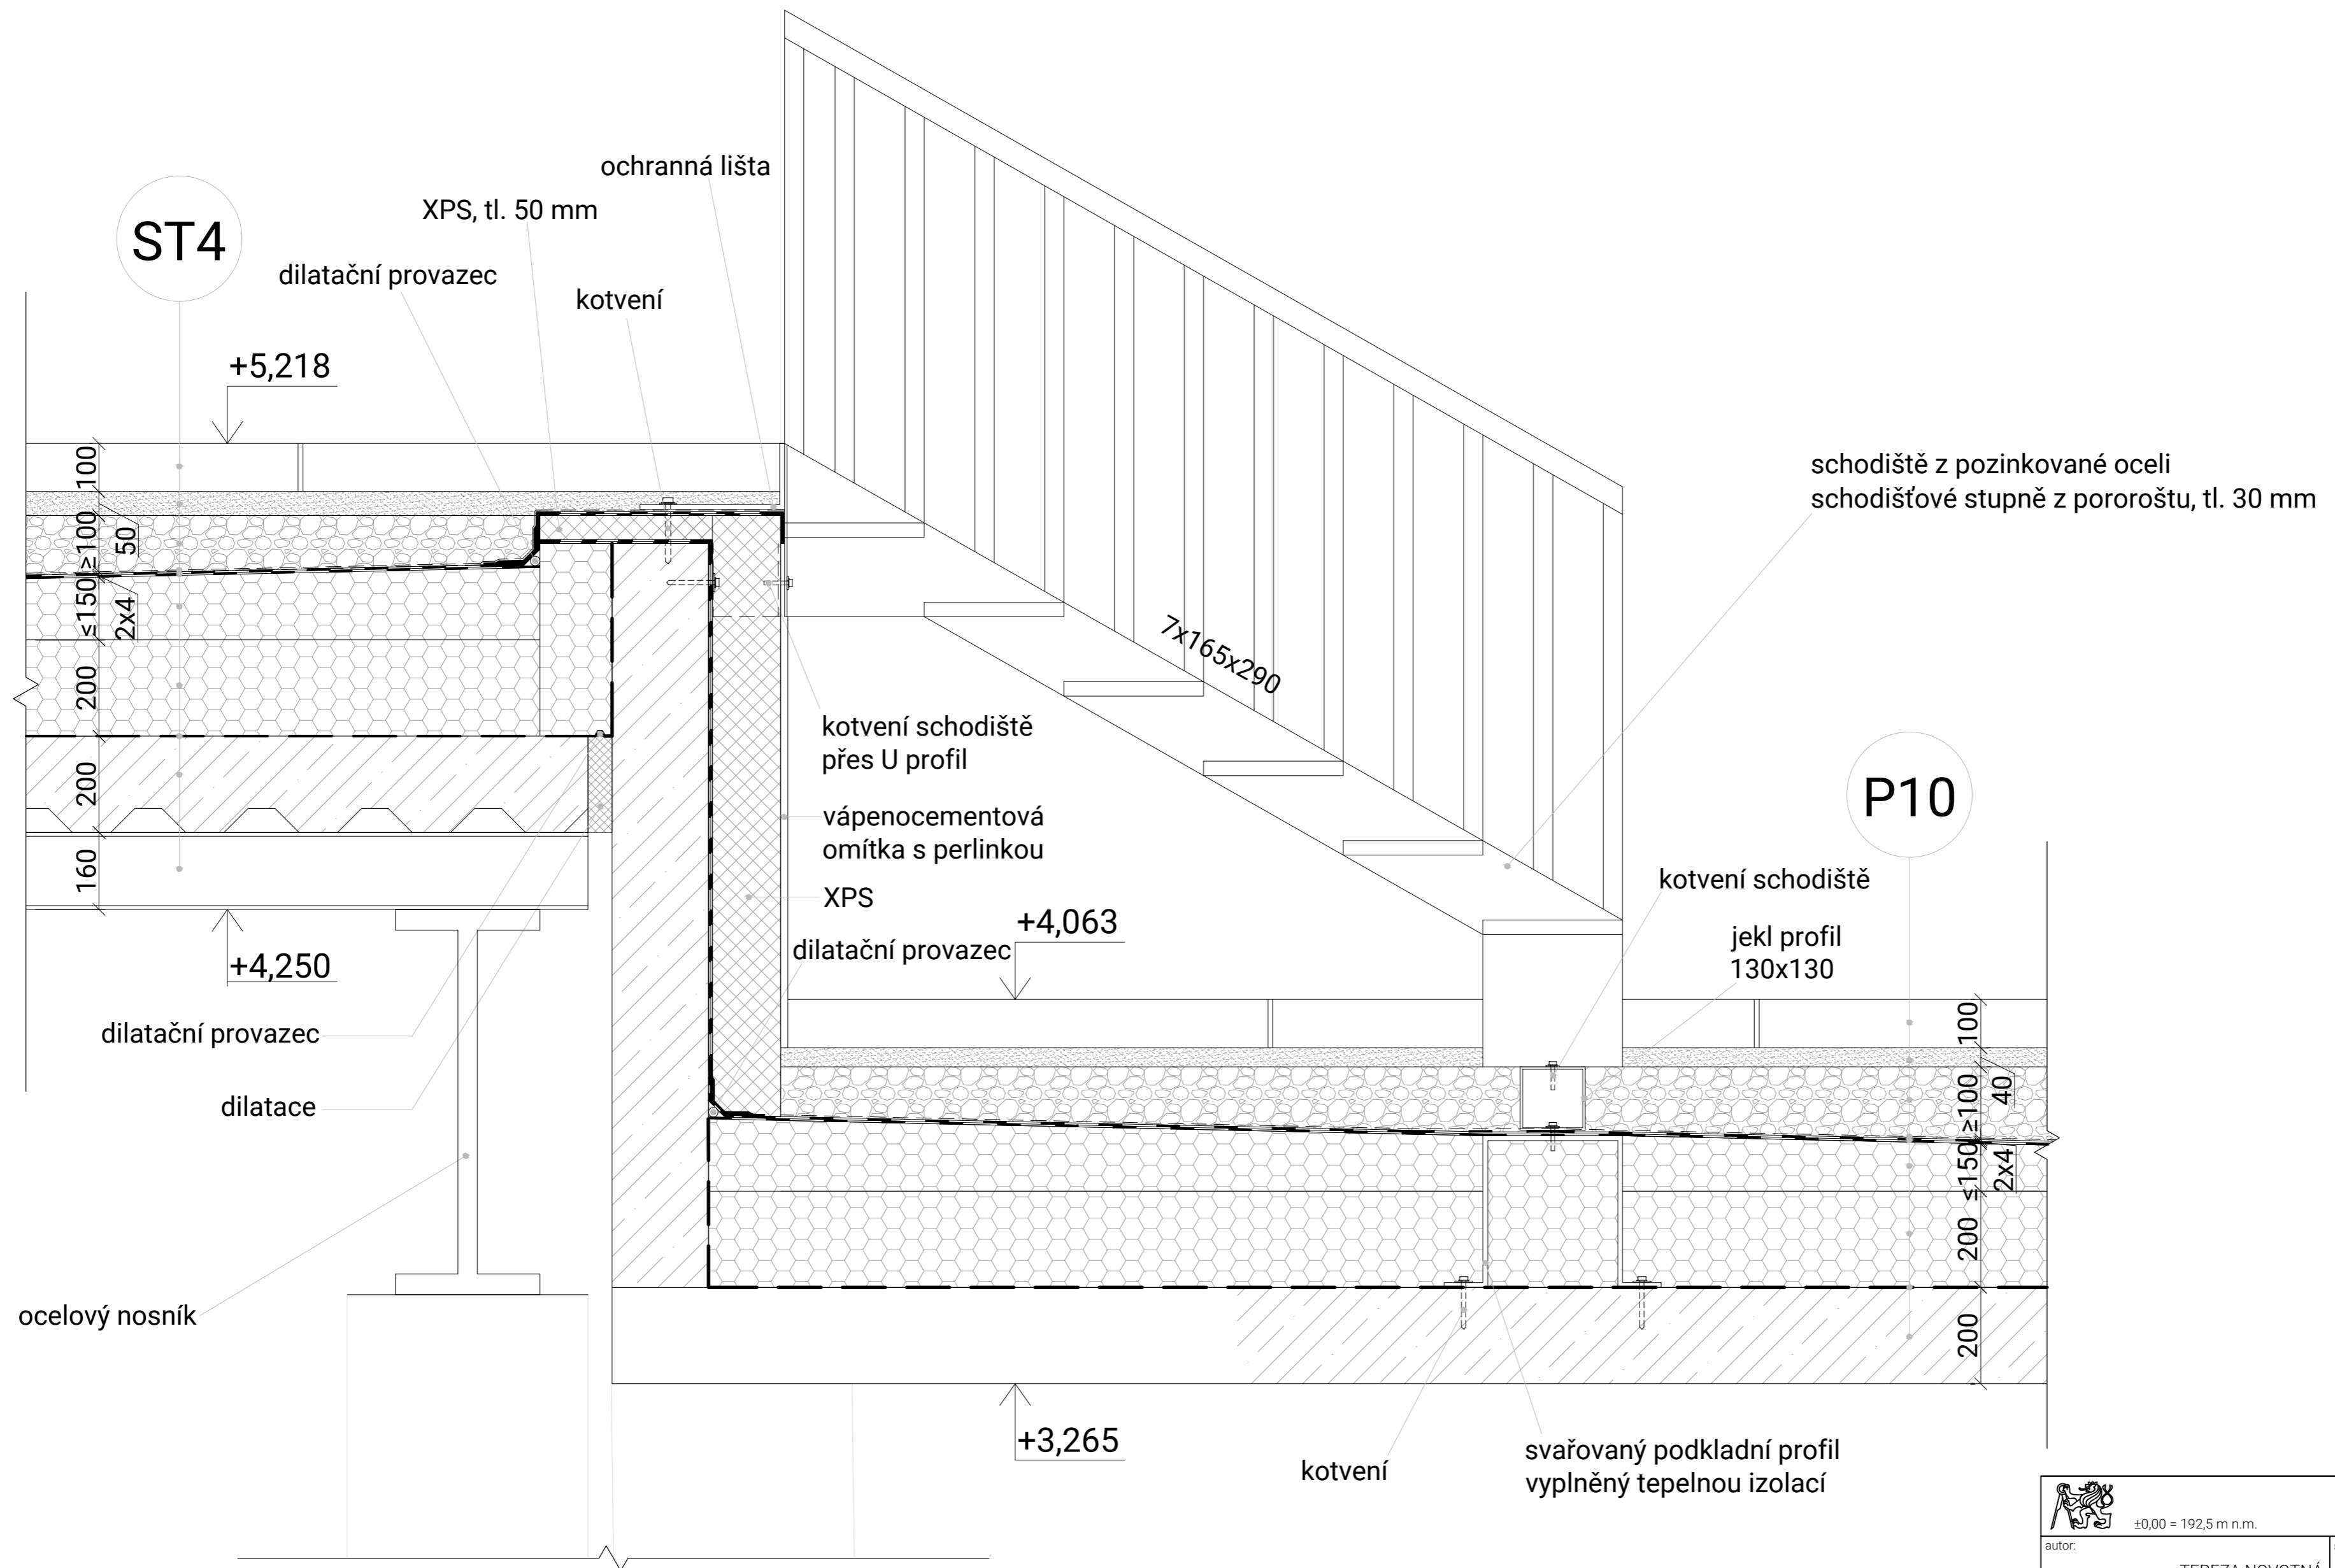 ochranná lišta
XPS, tl. 50 mm
ST4
dilatační provazec
kotvení
+5,218
100
50
≥100
≤150
2x4
200
200
160
schodiště z pozinkované oceli
schodišťové stupně z pororoštu, tl. 30 mm
7x165x290
kotvení schodiště
přes U profil
vápenocementová
omítka s perlinkou
XPS
dilatační provazec
+4,063
P10
kotvení schodiště
jekl profil
130x130
+4,250
dilatační provazec
dilatace
ocelový nosník
100
40
≥100
≤150
2x4
200
200
+3,265
kotvení
svařovaný podkladní profil
vyplněný tepelnou izolací
±0,00 = 192,5 m n.m.
autor:
TEREZA NOVOTNÁ